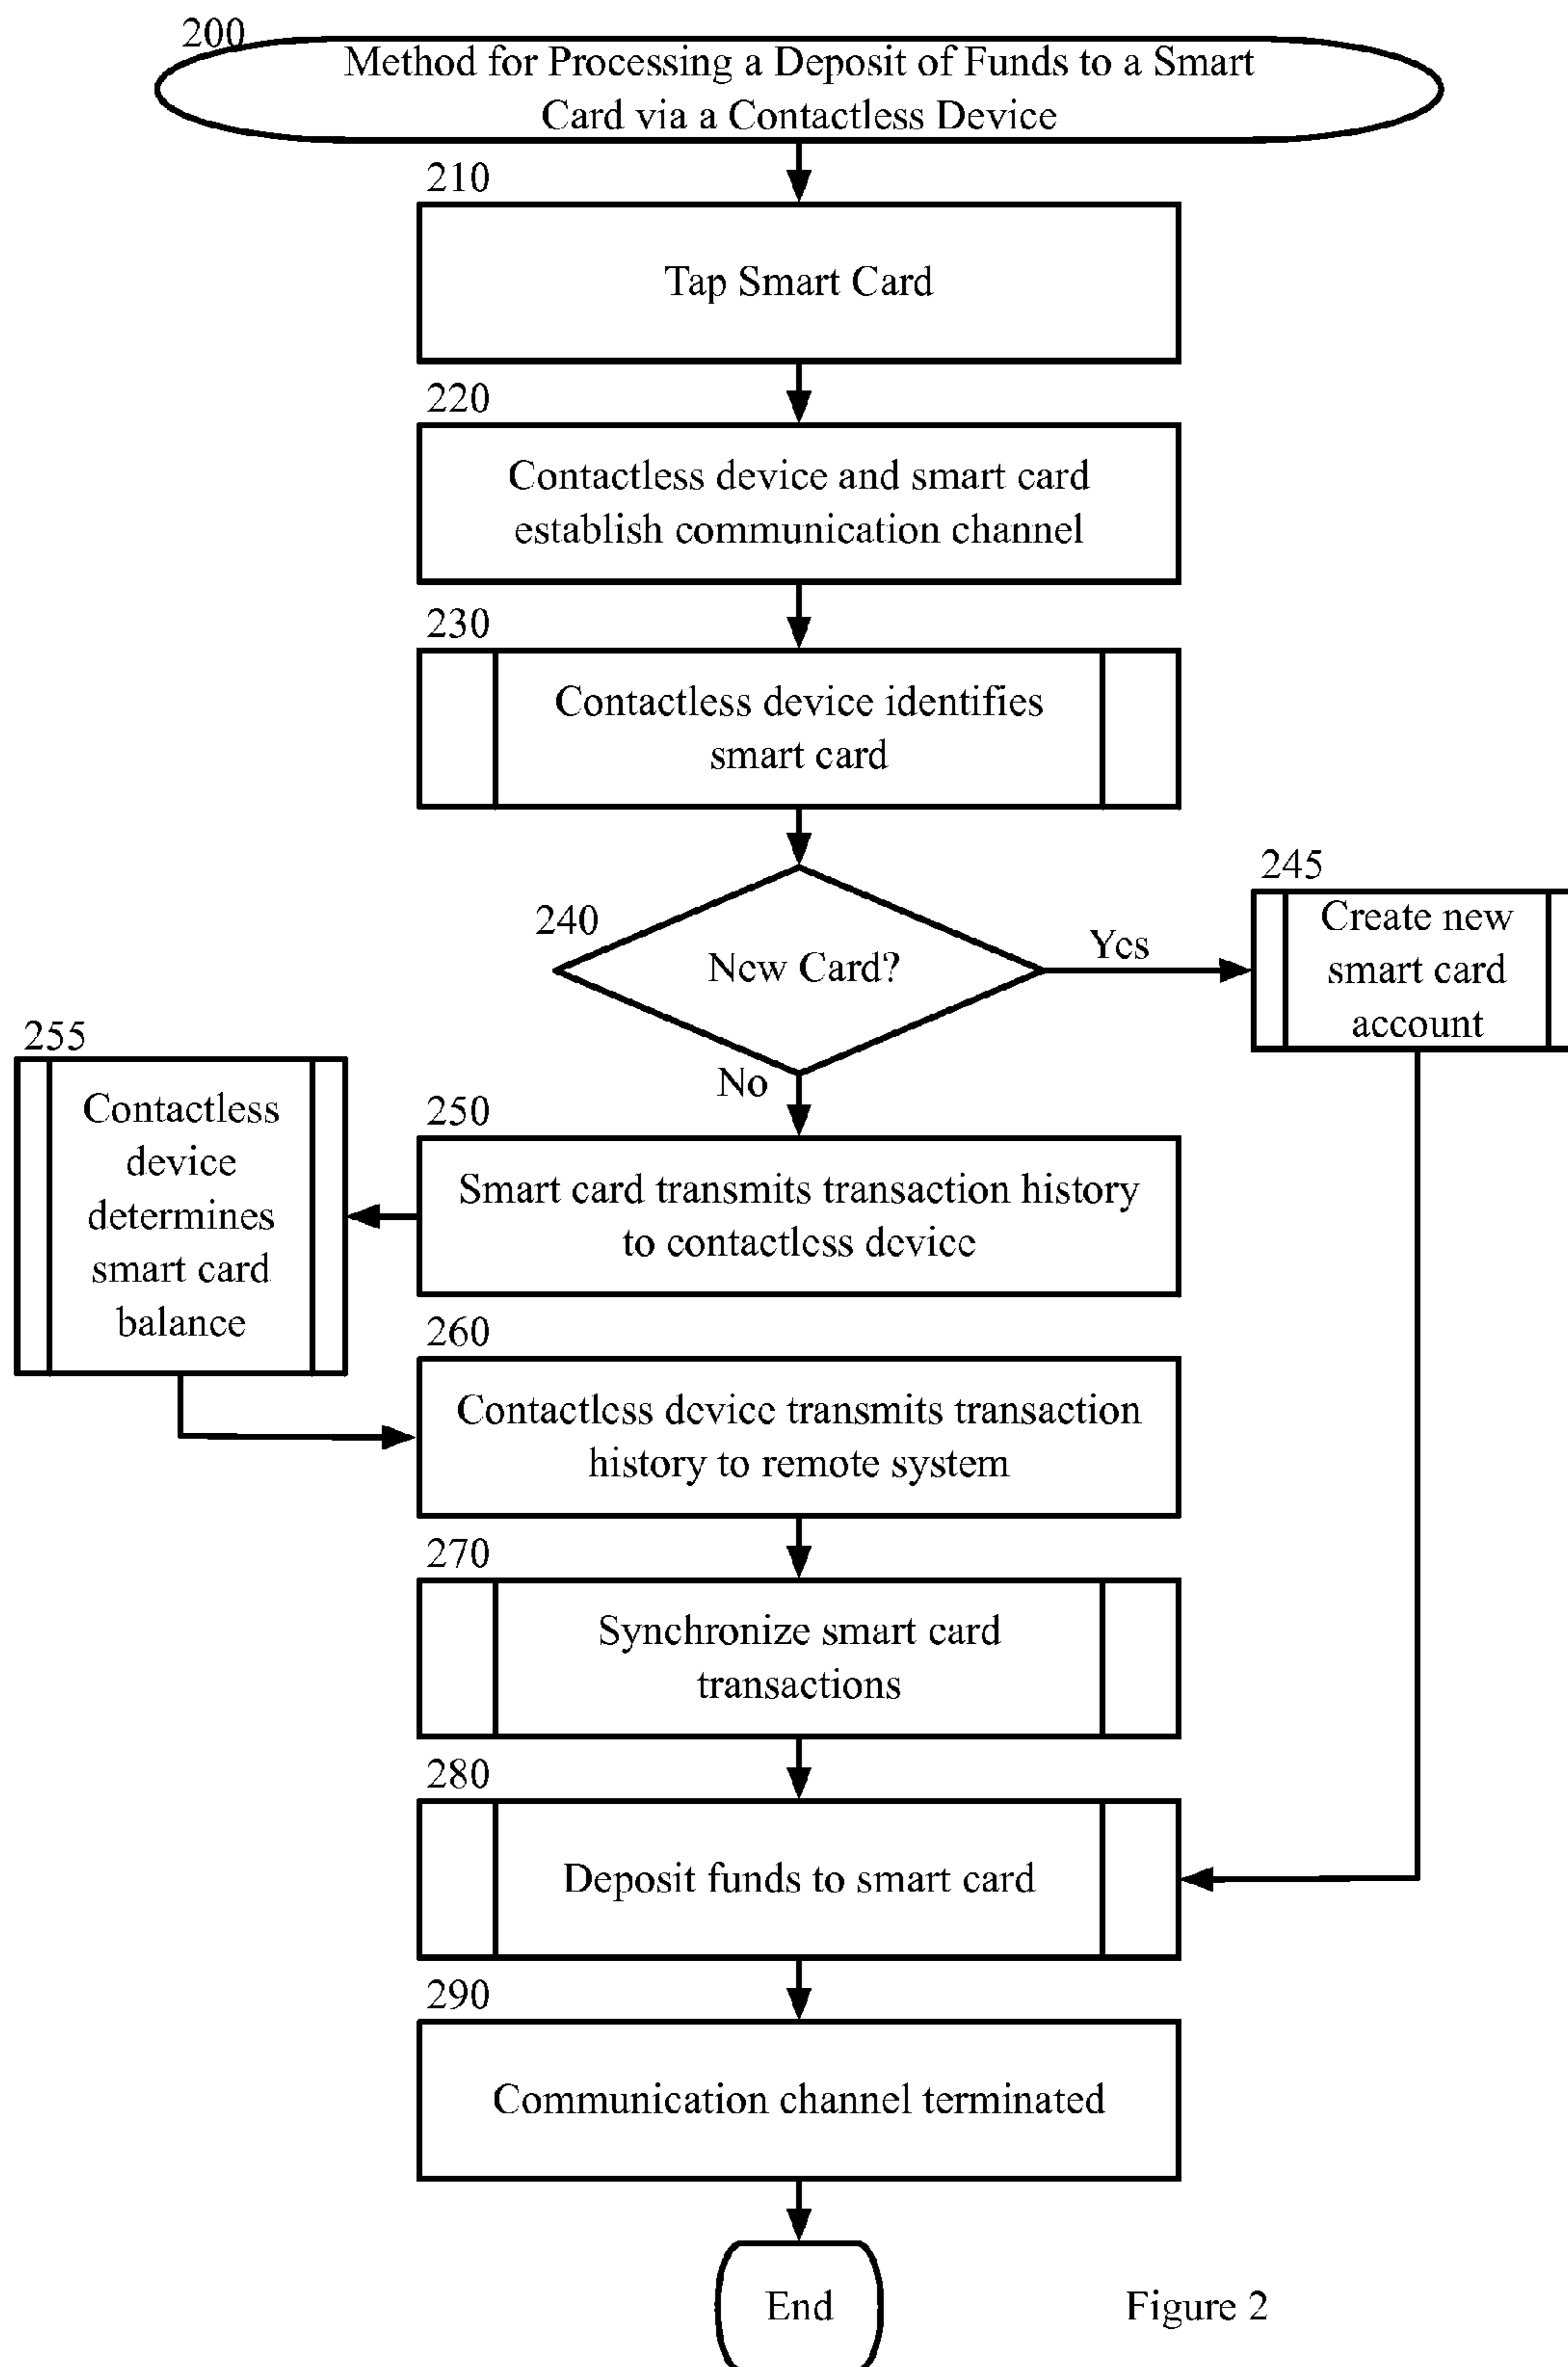 200
Method for Processing a Deposit of Funds to a Smart
Card via a Contactless Device
210
Tap Smart Card
220
Contactless device and smart card
establish communication channel
230
Contactless device identifies
smart card
240
New Card?
Yes
245
Create new
smart card
account
No
250
Smart card transmits transaction history
to contactless device
255
Contactless
device
determines
smart card
balance
260
Contactless device transmits transaction
history to remote system
270
Synchronize smart card
transactions
280
Deposit funds to smart card
290
Communication channel terminated
End
Figure 2